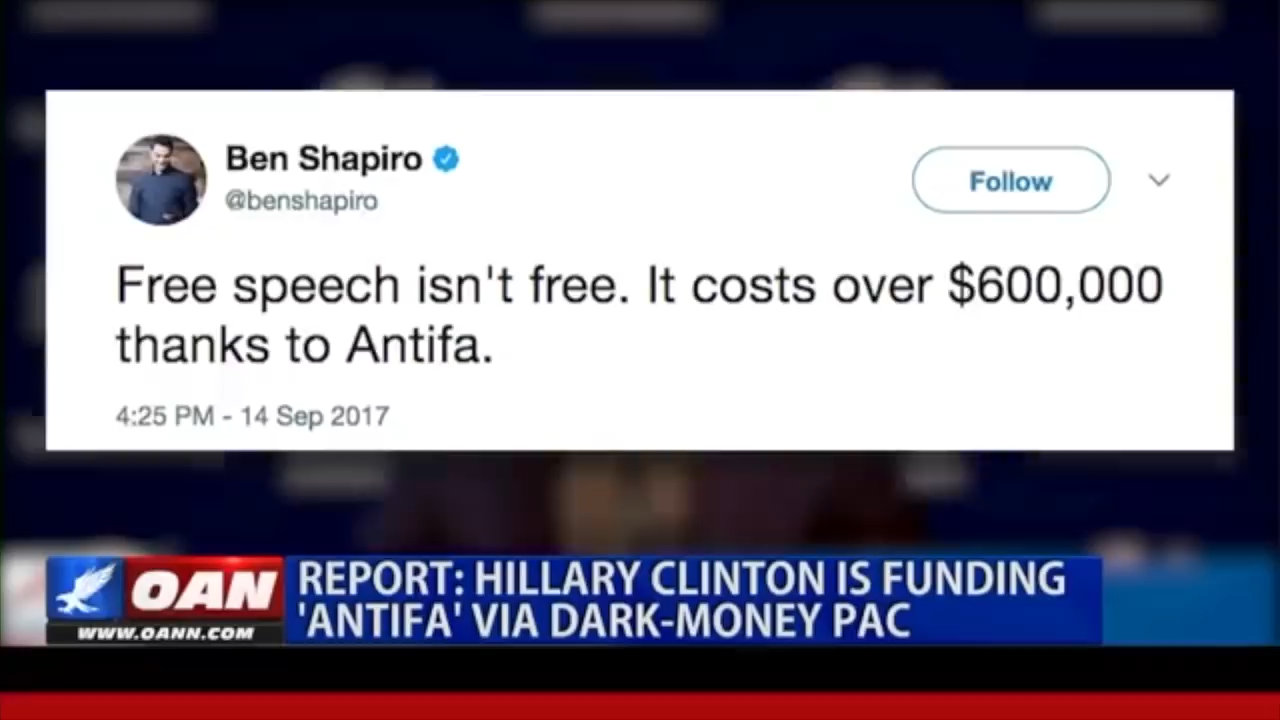 Ben Shapiro
@benshapiro
Follow
Free speech isn't free. It costs over $600,000
thanks to Antifa.
4:25 PM - 14 Sep 2017
OAN
WWW.OANN.COM
REPORT: HILLARY CLINTON IS FUNDING
'ANTIFA' VIA DARK-MONEY PAC